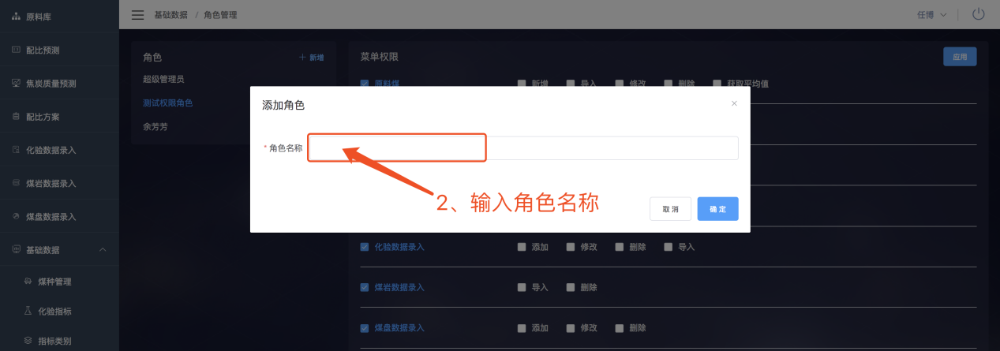 原料库
配比预测
焦炭质量预测
配比方案
化验数据录入
煤岩数据录入
煤盘数据录入
基础数据
煤种管理
化验指标
指标类别
基础数据 / 角色管理
任博
角色
新增
超级管理员
测试权限角色
余芳芳
菜单权限
应用
原料煤 新增 导入 修改 删除 获取平均值
添加角色
* 角色名称
2、输入角色名称
取消
确定
化验数据录入 添加 修改 删除 导入
煤岩数据录入 导入 删除
煤盘数据录入 添加 修改 删除